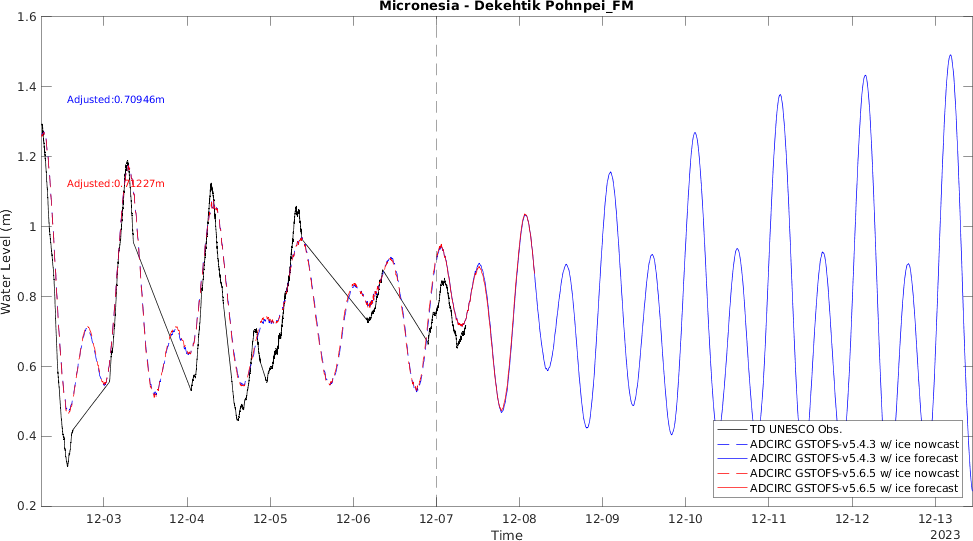 Micronesia - Dekehtik Pohnpei_FM
1.6
1.4
1.2
1
0.8
0.6
0.4
0.2
Water Level (m)
Adjusted:0.70946m
Adjusted:0.71227m
TD UNESCO Obs.
ADCIRC GSTOFS-v5.4.3 w/ ice nowcast
ADCIRC GSTOFS-v5.4.3 w/ ice forecast
ADCIRC GSTOFS-v5.6.5 w/ ice nowcast
ADCIRC GSTOFS-v5.6.5 w/ ice forecast
12-03 12-04 12-05 12-06 12-07 12-08 12-09 12-10 12-11 12-12 12-13
2023
Time